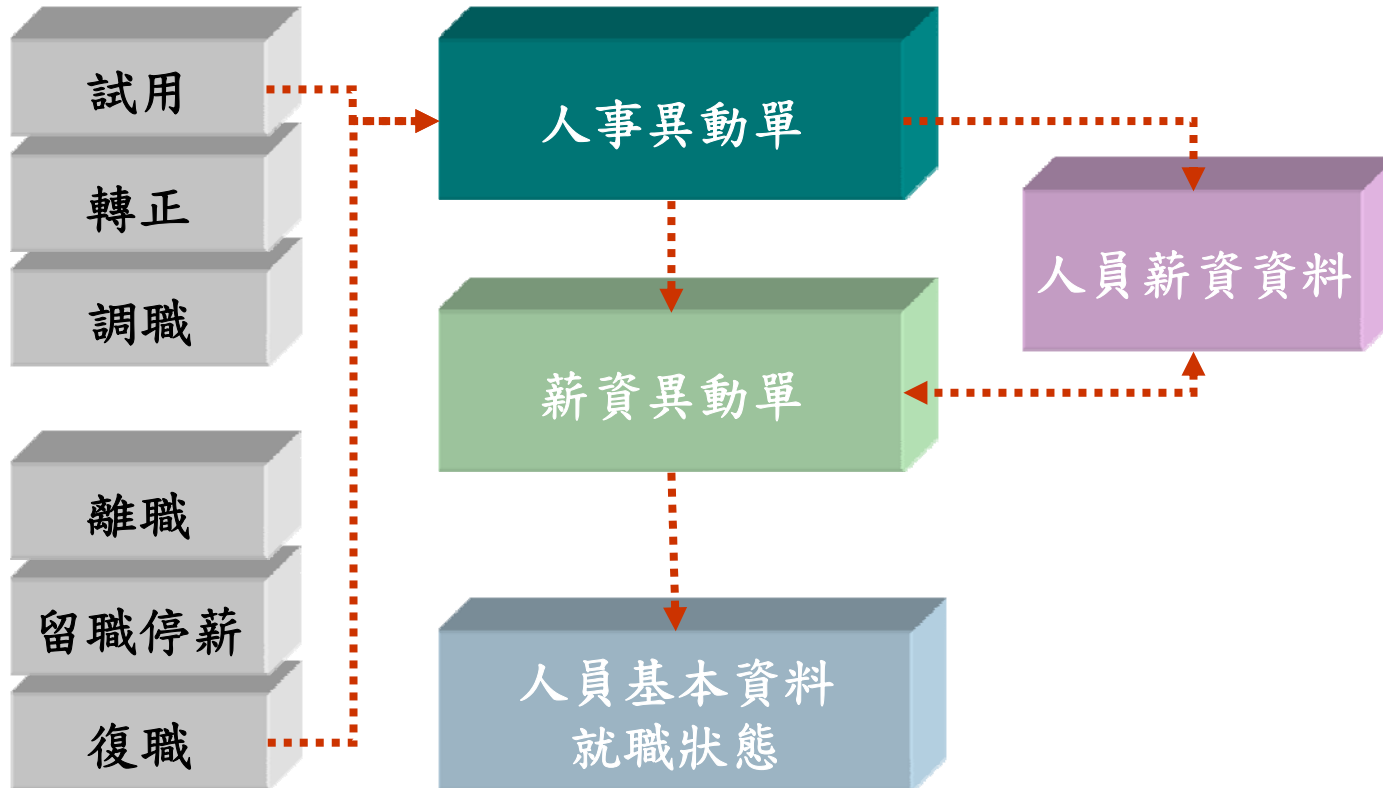 試用
轉正
調職
離職
留職停薪
復職
人事異動單
薪資異動單
人員基本資料
就職狀態
人員薪資資料